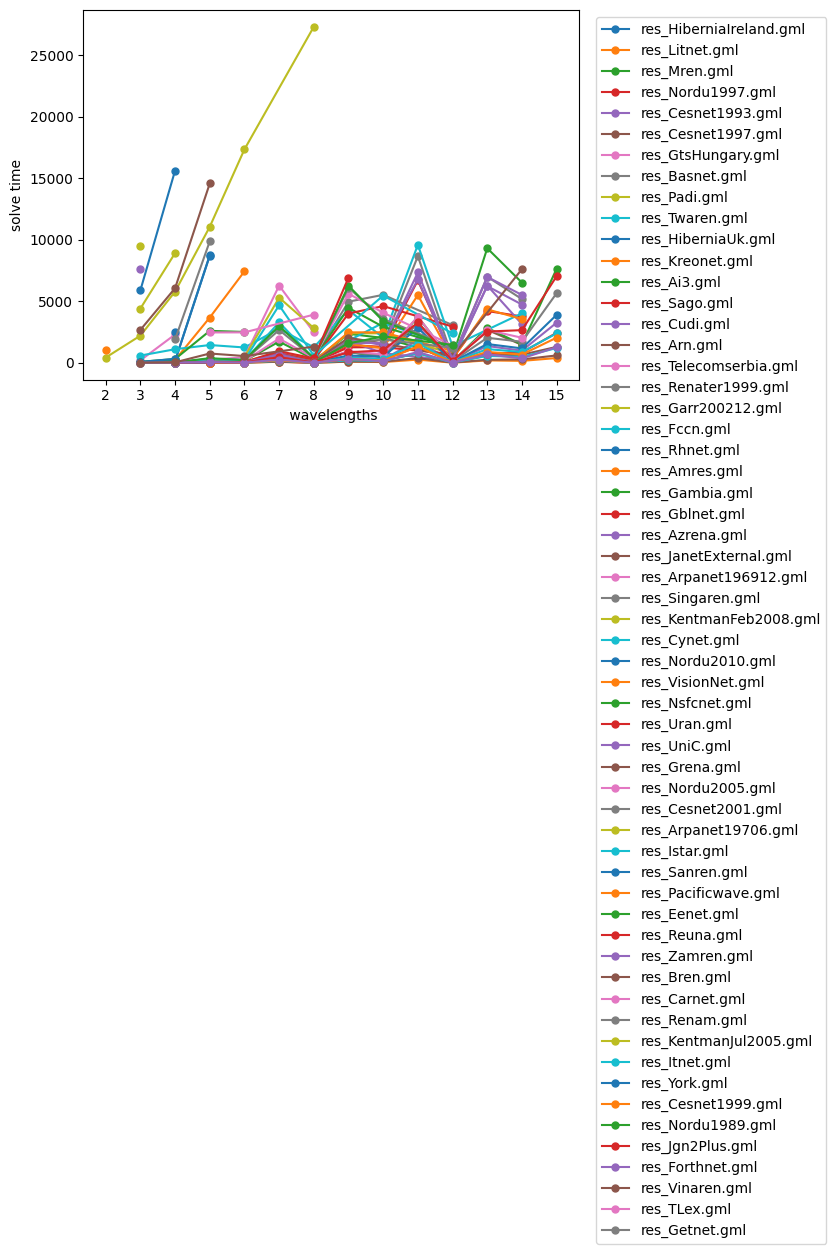 25000
20000
15000
10000
5000
0
solve time
2 3 4 5 6 7 8 9 10 11 12 13 14 15
wavelengths
res_HiberniaIreland.gml
res_Litnet.gml
res_Mren.gml
res_Nordu1997.gml
res_Cesnet1993.gml
res_Cesnet1997.gml
res_GtsHungary.gml
res_Basnet.gml
res_Padi.gml
res_Twaren.gml
res_HiberniaUk.gml
res_Kreonet.gml
res_Ai3.gml
res_Sago.gml
res_Cudi.gml
res_Arn.gml
res_Telecomserbia.gml
res_Renater1999.gml
res_Garr200212.gml
res_Fccn.gml
res_Rhnet.gml
res_Amres.gml
res_Gambia.gml
res_Gblnet.gml
res_Azrena.gml
res_JanetExternal.gml
res_Arpanet196912.gml
res_Singaren.gml
res_KentmanFeb2008.gml
res_Cynet.gml
res_Nordu2010.gml
res_VisionNet.gml
res_Nsfcnet.gml
res_Uran.gml
res_UniC.gml
res_Grena.gml
res_Nordu2005.gml
res_Cesnet2001.gml
res_Arpanet19706.gml
res_Istar.gml
res_Sanren.gml
res_Pacificwave.gml
res_Eenet.gml
res_Reuna.gml
res_Zamren.gml
res_Bren.gml
res_Carnet.gml
res_Renam.gml
res_KentmanJul2005.gml
res_Itnet.gml
res_York.gml
res_Cesnet1999.gml
res_Nordu1989.gml
res_Jgn2Plus.gml
res_Forthnet.gml
res_Vinaren.gml
res_TLex.gml
res_Getnet.gml